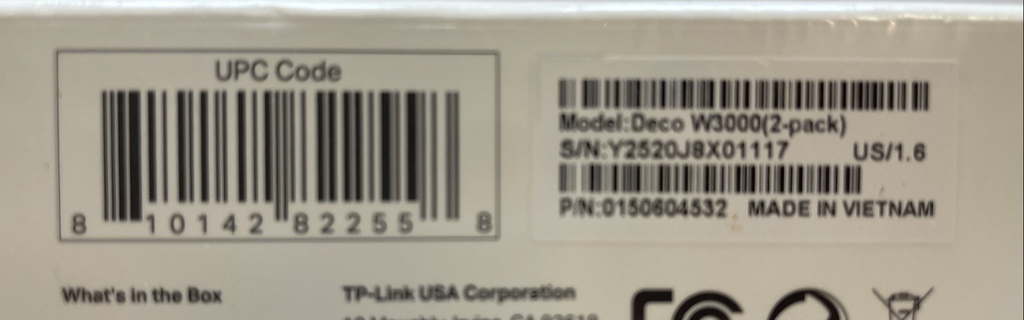 UPC Code
8 10142 82255 8
Model:Deco W3000(2-pack)
S/N:Y2520J8X01117 US/1.6
P/N:0150604532 MADE IN VIETNAM
What's in the Box
TP-Link USA Corporation